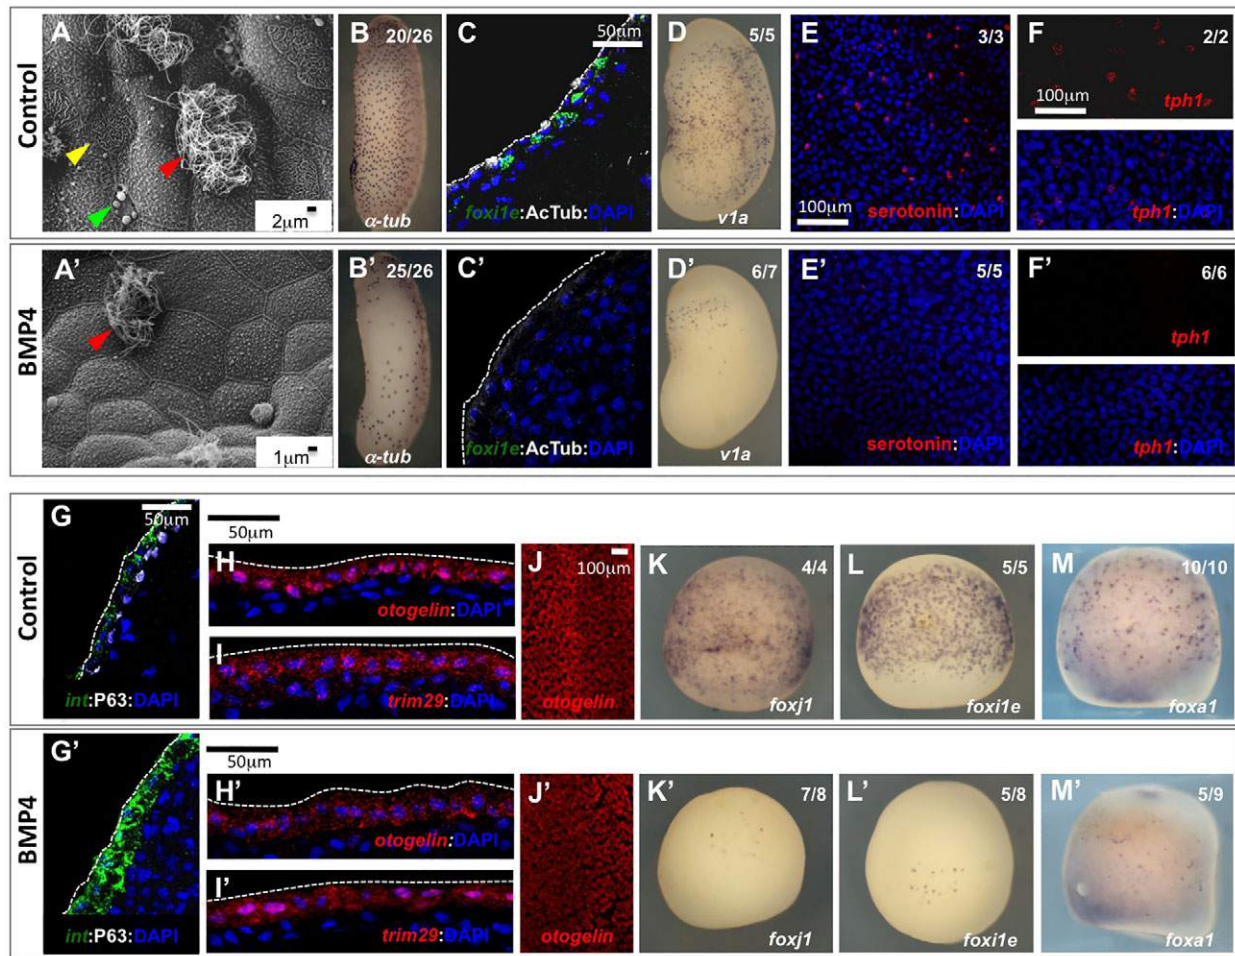 A
B
20/26
C
50μm
D
5/5
E
3/3
F
2/2
Control
2μm
α-tub
foxi1e:AcTub:DAPI
v1a
100μm
serotonin:DAPI
100μm
tph1
tph1:DAPI
A'
B'
25/26
C'
D'
6/7
E'
5/5
F'
6/6
BMP4
1μm
α-tub
foxi1e:AcTub:DAPI
v1a
serotonin:DAPI
tph1
tph1:DAPI
G
50μm
50μm
H
otogelin:DAPI
I
trim29:DAPI
J
100μm
otogelin
K
4/4
foxj1
L
5/5
foxi1e
M
10/10
foxa1
Control
int:P63:DAPI
G'
50μm
H'
otogelin:DAPI
I'
trim29:DAPI
J'
otogelin
K'
7/8
foxj1
L'
5/8
foxi1e
M'
5/9
foxa1
BMP4
int:P63:DAPI